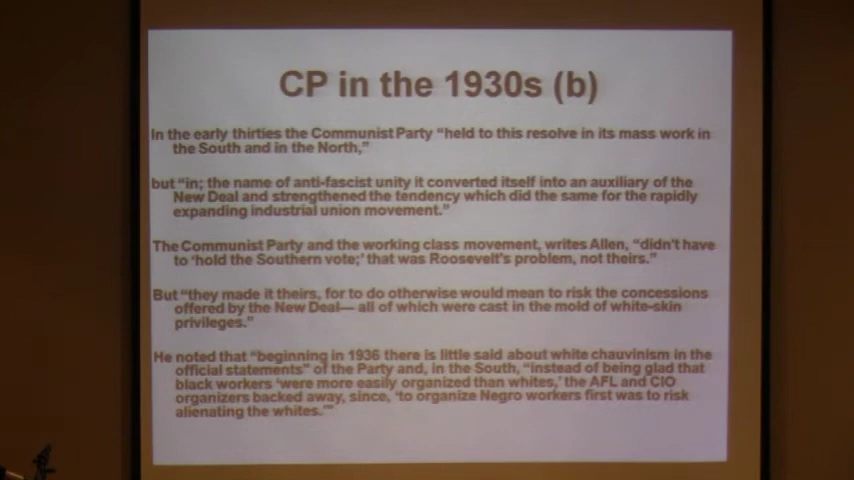 CP in the 1930s (b)
In the early thirties the Communist Party “held to this resolve in its mass work in
the South and in the North,”
but “in; the name of anti-fascist unity it converted itself into an auxiliary of the
New Deal and strengthened the tendency which did the same for the rapidly
expanding industrial union movement.”
The Communist Party and the working class movement, writes Allen, “didn't have
to ‘hold the Southern vote;’ that was Roosevelt's problem, not theirs.”
But “they made it theirs, for to do otherwise would mean to risk the concessions
offered by the New Deal— all of which were cast in the mold of white-skin
privileges.”
He noted that “beginning in 1936 there is little said about white chauvinism in the
official statements” of the Party and, in the South, “instead of being glad that
black workers ‘were more easily organized than whites,’ the AFL and CIO
organizers backed away, since, ‘to organize Negro workers first was to risk
alienating the whites.’”